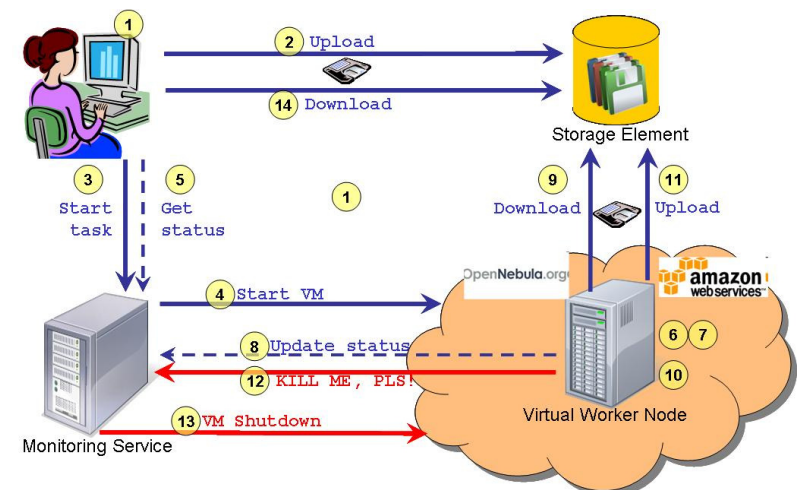 1
2 Upload
14 Download
Storage Element
3
Start
task
5
Get
status
1
9
Download
11
Upload
OpenNebula.org
amazon
webservices™
4 Start VM
8 Update status
6 7
12 KILL ME, PLS!
10
13 VM Shutdown
Virtual Worker Node
Monitoring Service